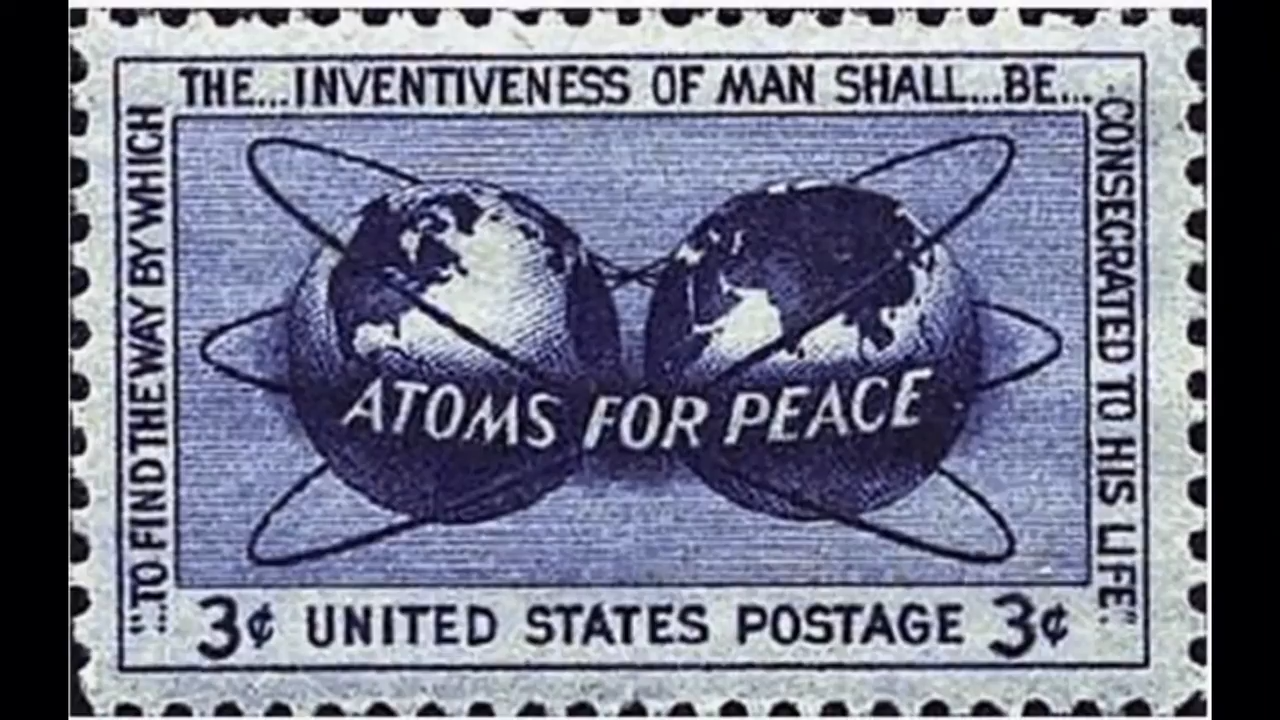 "...TO FIND THE WAY BY WHICH
THE...INVENTIVENESS OF MAN SHALL...BE...
CONSECRATED TO HIS LIFE".
ATOMS FOR PEACE
3¢ UNITED STATES POSTAGE 3¢